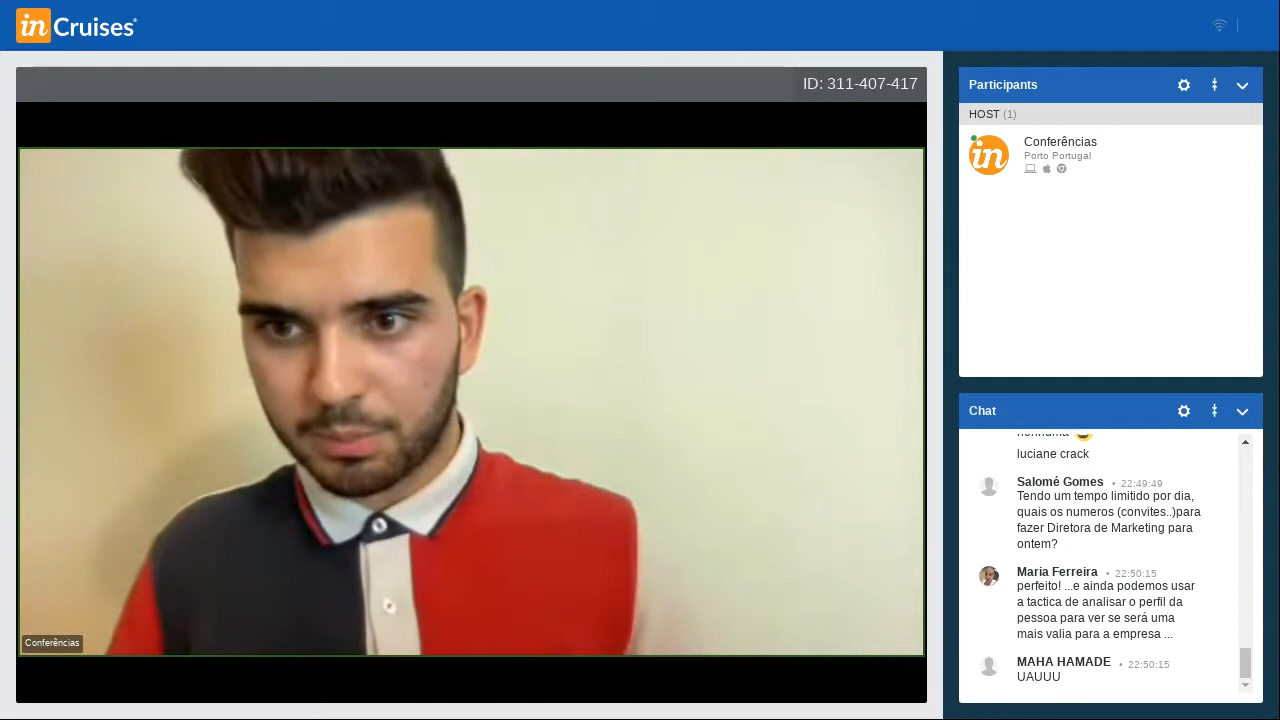 in Cruises®
ID: 311-407-417
Conferências
Participants
HOST (1)
in
Conferências
Porto Portugal
Chat
luciane crack
Salomé Gomes • 22:49:49
Tendo um tempo limitido por dia,
quais os numeros (convites..)para
fazer Diretora de Marketing para
ontem?
Maria Ferreira • 22:50:15
perfeito! ...e ainda podemos usar
a tactica de analisar o perfil da
pessoa para ver se será uma
mais valia para a empresa ...
MAHA HAMADE • 22:50:15
UAUUU